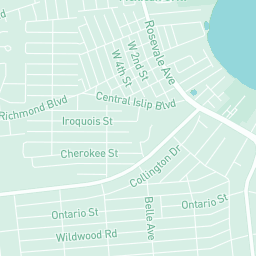 Rosevale Ave
W 2nd St
W 4th St
Central Islip Blvd
Richmond Blvd
Iroquois St
Cherokee St
Collington Dr
Ontario St
Belle Ave
Ontario St
Wildwood Rd